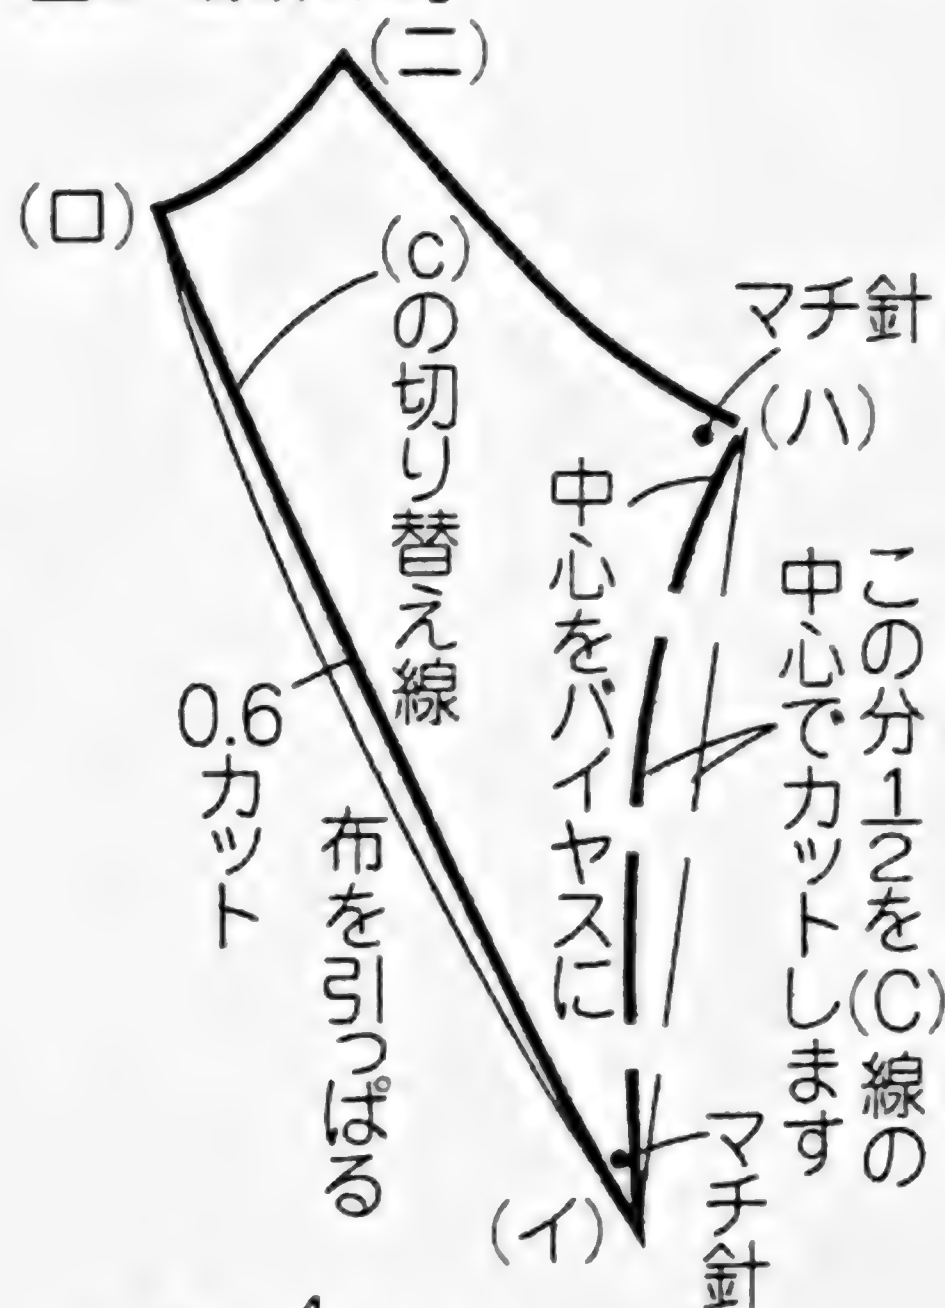 (ニ)
(ロ)
(C)の切り替え線
マチ針
(ハ)
中心をバイヤスに
この分1/2を(C)線の
中心でカットします
0.6
カット
布を引っぱる
マチ針
(イ)